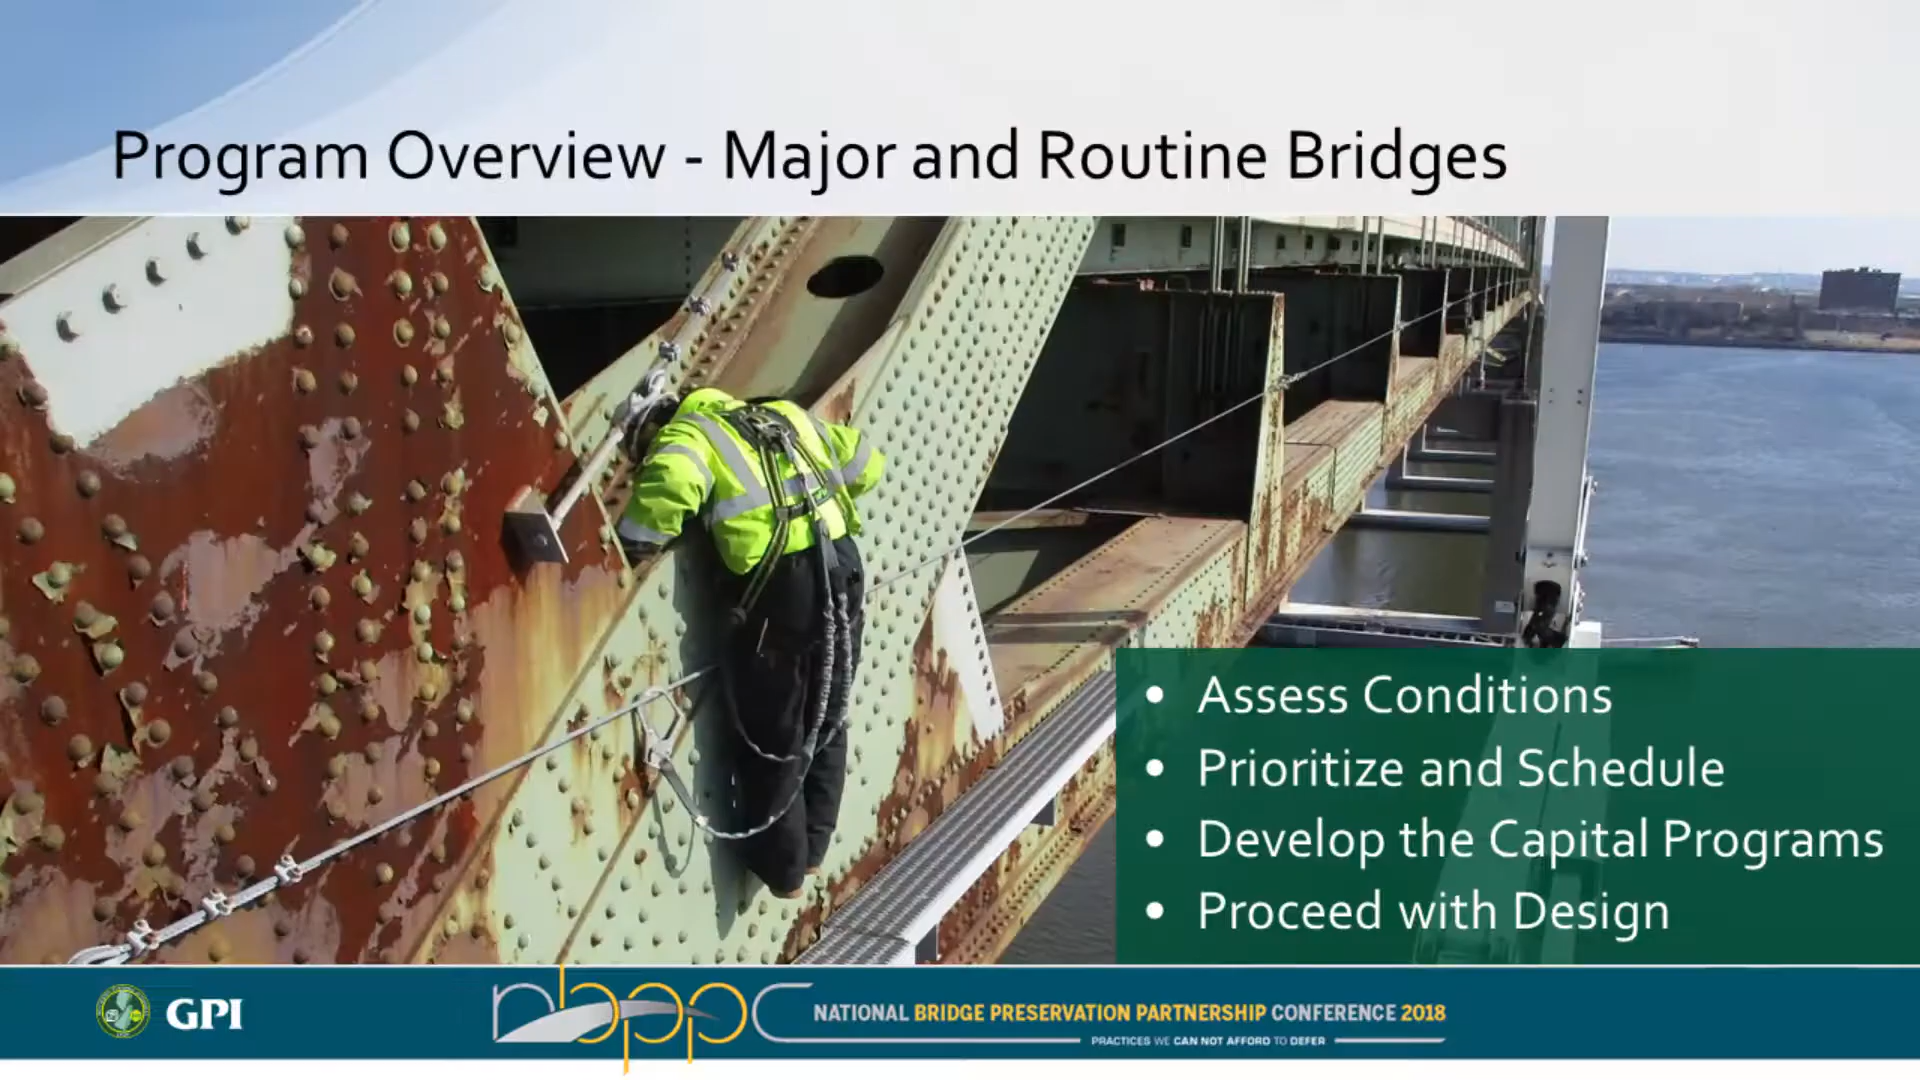 Program Overview - Major and Routine Bridges
• Assess Conditions
• Prioritize and Schedule
• Develop the Capital Programs
• Proceed with Design
GPI
nbppc
NATIONAL BRIDGE PRESERVATION PARTNERSHIP CONFERENCE 2018
PRACTICES WE CAN NOT AFFORD TO DEFER